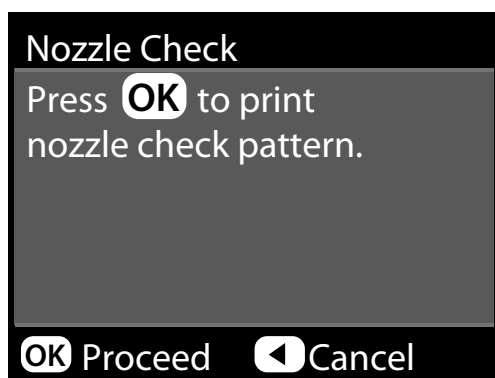 Nozzle Check
Press OK to print
nozzle check pattern.
OK Proceed ◀ Cancel